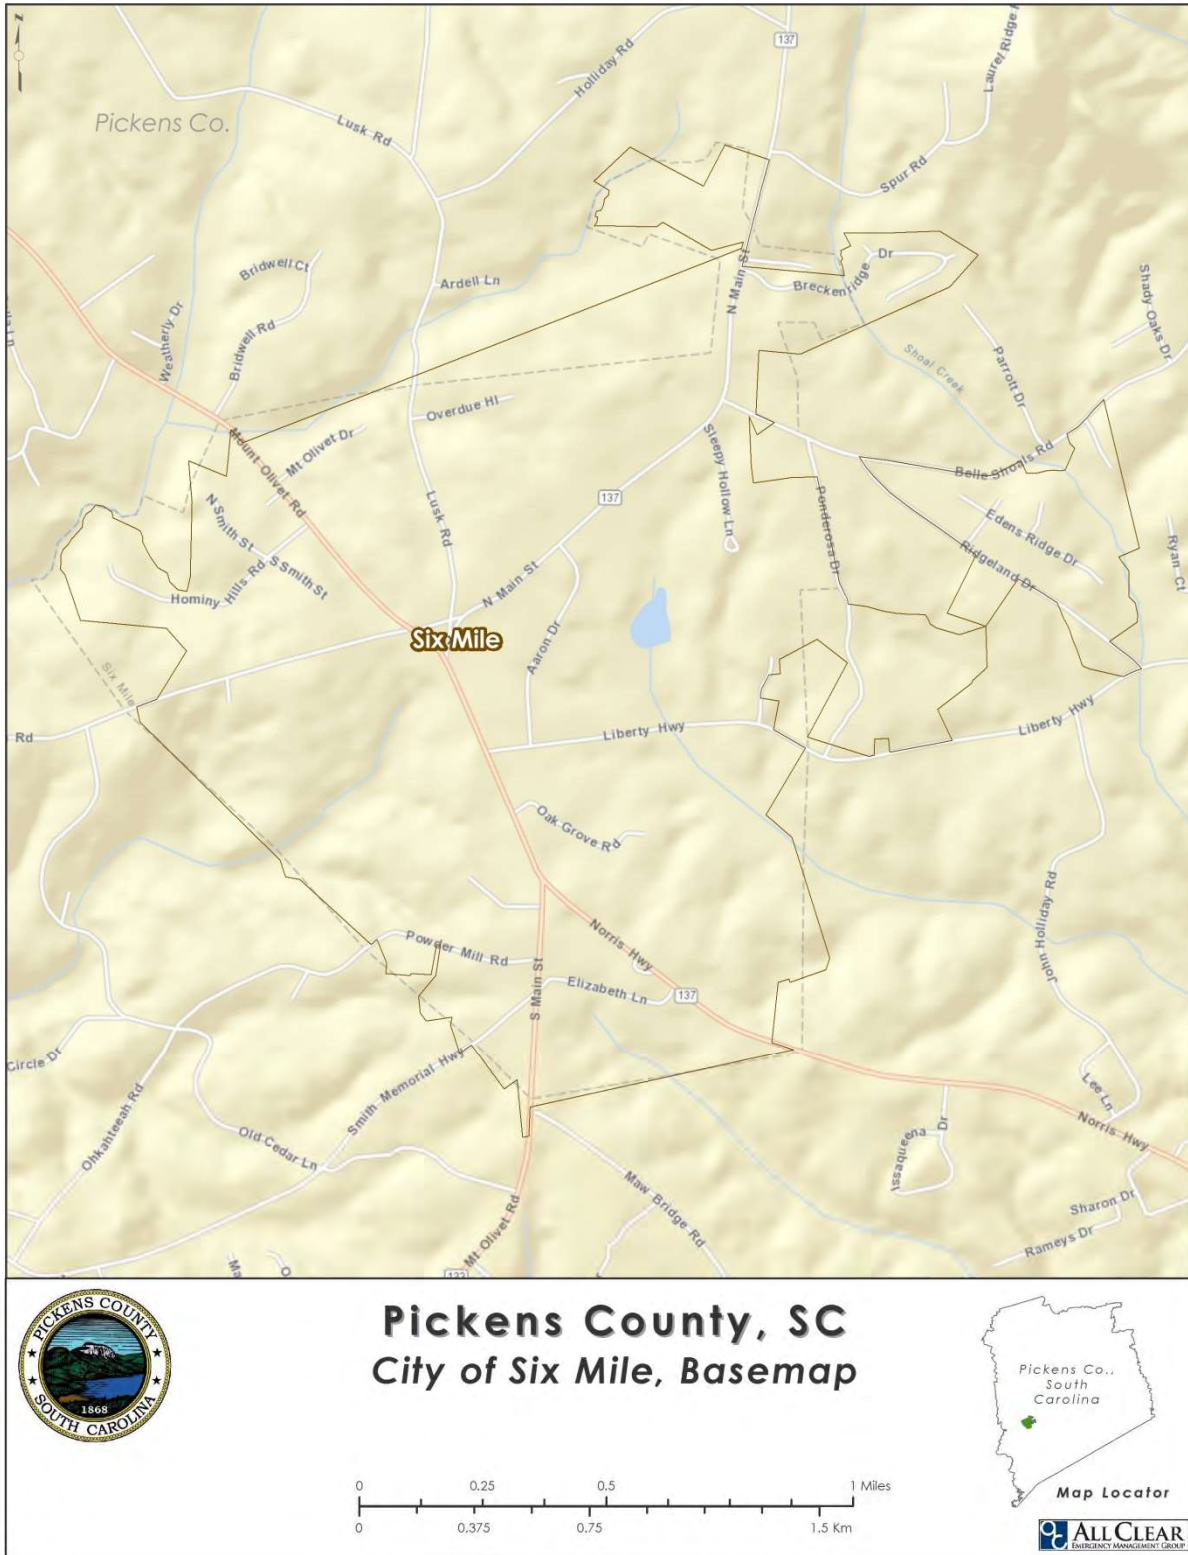 Z
Pickens Co.
137
Laurel Ridge
Holliday Rd
Lusk Rd
Spur Rd
Bridwell Ct
Ardell Ln
N Main St
Breckenridge Dr
Shady Oaks Dr
Weatherly Dr
Bridwell Rd
Shoal Creek
Parrott Dr
Overdue Hl
Mount Olivet Rd
Mt Olivet Dr
Sleepy Hollow Ln
Belle Shoals Rd
Lusk Rd
137
Ponderosa Dr
N Smith St
Edens Ridge Dr
Ridgeland Dr
Ryan Ct
S Smith St
Hominy Hills Rd
N Main St
Six Mile
Aaron Dr
Six Mile
Rd
Liberty Hwy
Liberty Hwy
Oak Grove Rd
John Holliday Rd
Powder Mill Rd
Norris Hwy
S Main St
Elizabeth Ln
137
Circle Dr
Smith Memorial Hwy
Lee Ln
Ohkahteeah Rd
Old Cedar Ln
Issaqueena Dr
Norris Hwy
Maw Bridge Rd
Sharon Dr
Mt Olivet Rd
Rameys Dr
Ma
O
133
PICKENS COUNTY
1868
SOUTH CAROLINA
Pickens County, SC
City of Six Mile, Basemap
Pickens Co.,
South
Carolina
Map Locator
0 0.25 0.5 1 Miles
0 0.375 0.75 1.5 Km
ALL CLEAR
EMERGENCY MANAGEMENT GROUP